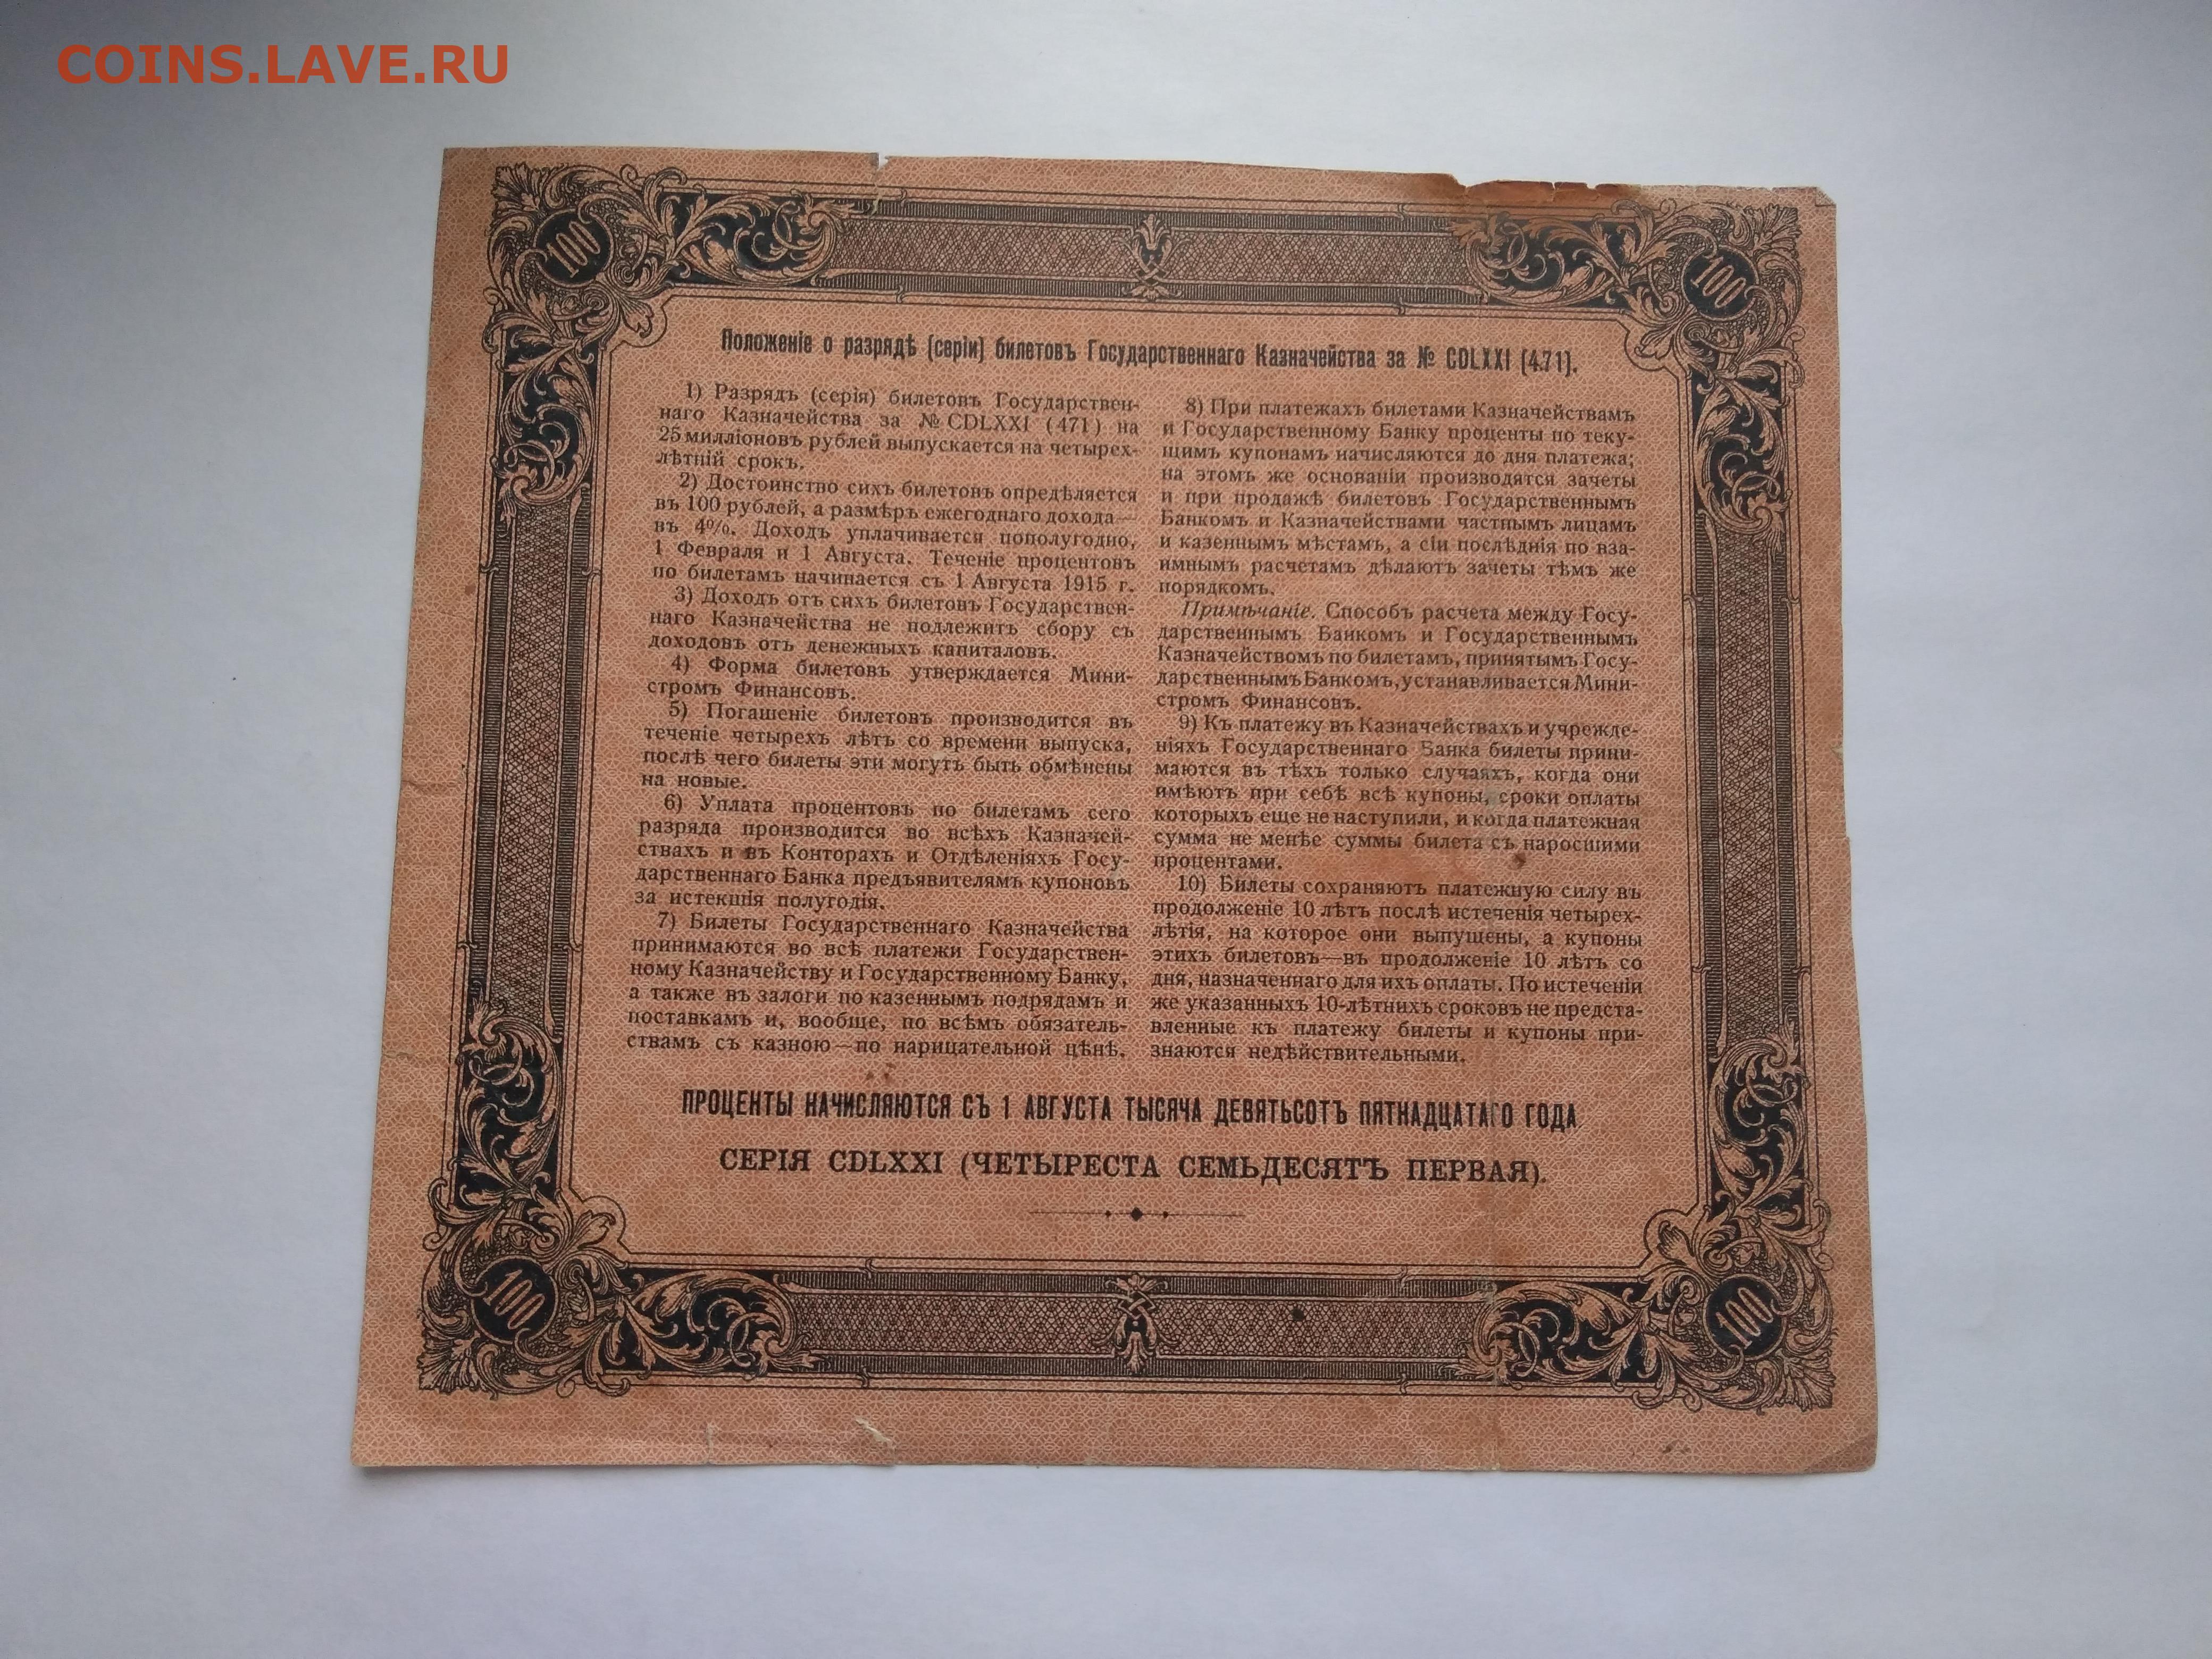 COINS.LAVE.RU
100
100
Положеніе о разрядѣ (серіи) билетовъ Государственнаго Казначейства за № CDLXXI (471).
1) Разрядъ (серія) билетовъ Государствен-
наго Казначейства за № CDLXXI (471) на
25 милліоновъ рублей выпускается на четырех-
лѣтній срокъ.
2) Достоинство сихъ билетовъ опредѣляется
въ 100 рублей, а размѣръ ежегоднаго дохода—
въ 4%. Доходъ уплачивается пополугодно,
1 Февраля и 1 Августа. Теченіе процентовъ
по билетамъ начинается съ 1 Августа 1915 г.
3) Доходъ отъ сихъ билетовъ Государствен-
наго Казначейства не подлежитъ сбору съ
доходовъ отъ денежныхъ капиталовъ.
4) Форма билетовъ утверждается Мини-
стромъ Финансовъ.
5) Погашеніе билетовъ производится въ
теченіе четырехъ лѣтъ со времени выпуска,
послѣ чего билеты эти могутъ быть обмѣнены
на новые.
6) Уплата процентовъ по билетамъ сего
разряда производится во всѣхъ Казначей-
ствахъ и въ Конторахъ и Отдѣленіяхъ Госу-
дарственнаго Банка предъявителямъ купоновъ
за истекшія полугодія.
7) Билеты Государственнаго Казначейства
принимаются во всѣ платежи Государствен-
ному Казначейству и Государственному Банку,
а также въ залоги по казеннымъ подрядамъ и
поставкамъ и, вообще, по всѣмъ обязатель-
ствамъ съ казною—по нарицательной цѣнѣ.
8) При платежахъ билетами Казначействамъ
и Государственному Банку проценты по теку-
щимъ купонамъ начисляются до дня платежа;
на этомъ же основаніи производятся зачеты
и при продажѣ билетовъ Государственнымъ
Банкомъ и Казначействами частнымъ лицамъ
и казеннымъ мѣстамъ, а сіи послѣднія по вза-
имнымъ расчетамъ дѣлаютъ зачеты тѣмъ же
порядкомъ.
Примѣчаніе. Способъ расчета между Госу-
дарственнымъ Банкомъ и Государственнымъ
Казначействомъ по билетамъ, принятымъ Госу-
дарственнымъ Банкомъ, устанавливается Мини-
стромъ Финансовъ.
9) Къ платежу въ Казначействахъ и учрежде-
ніяхъ Государственнаго Банка билеты прини-
маются въ тѣхъ только случаяхъ, когда они
имѣютъ при себѣ всѣ купоны, сроки оплаты
которыхъ еще не наступили, и когда платежная
сумма не менѣе суммы билета съ наросшими
процентами.
10) Билеты сохраняютъ платежную силу въ
продолженіе 10 лѣтъ послѣ истеченія четырех-
лѣтія, на которое они выпущены, а купоны
этихъ билетовъ—въ продолженіе 10 лѣтъ со
дня, назначеннаго для ихъ оплаты. По истеченіи
же указанныхъ 10-лѣтнихъ сроковъ не предста-
вленные къ платежу билеты и купоны при-
знаются недѣйствительными.
ПРОЦЕНТЫ НАЧИСЛЯЮТСЯ СЪ 1 АВГУСТА ТЫСЯЧА ДЕВЯТЬСОТЪ ПЯТНАДЦАТАГО ГОДА
СЕРІЯ CDLXXI (ЧЕТЫРЕСТА СЕМЬДЕСЯТЪ ПЕРВАЯ).
100
100